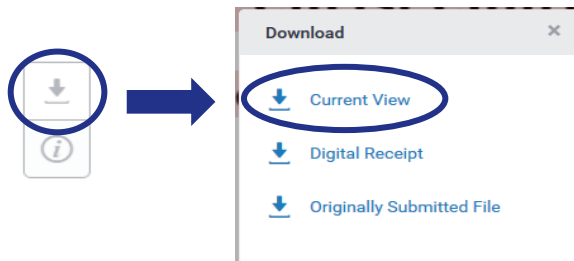 Download
Current View
Digital Receipt
Originally Submitted File